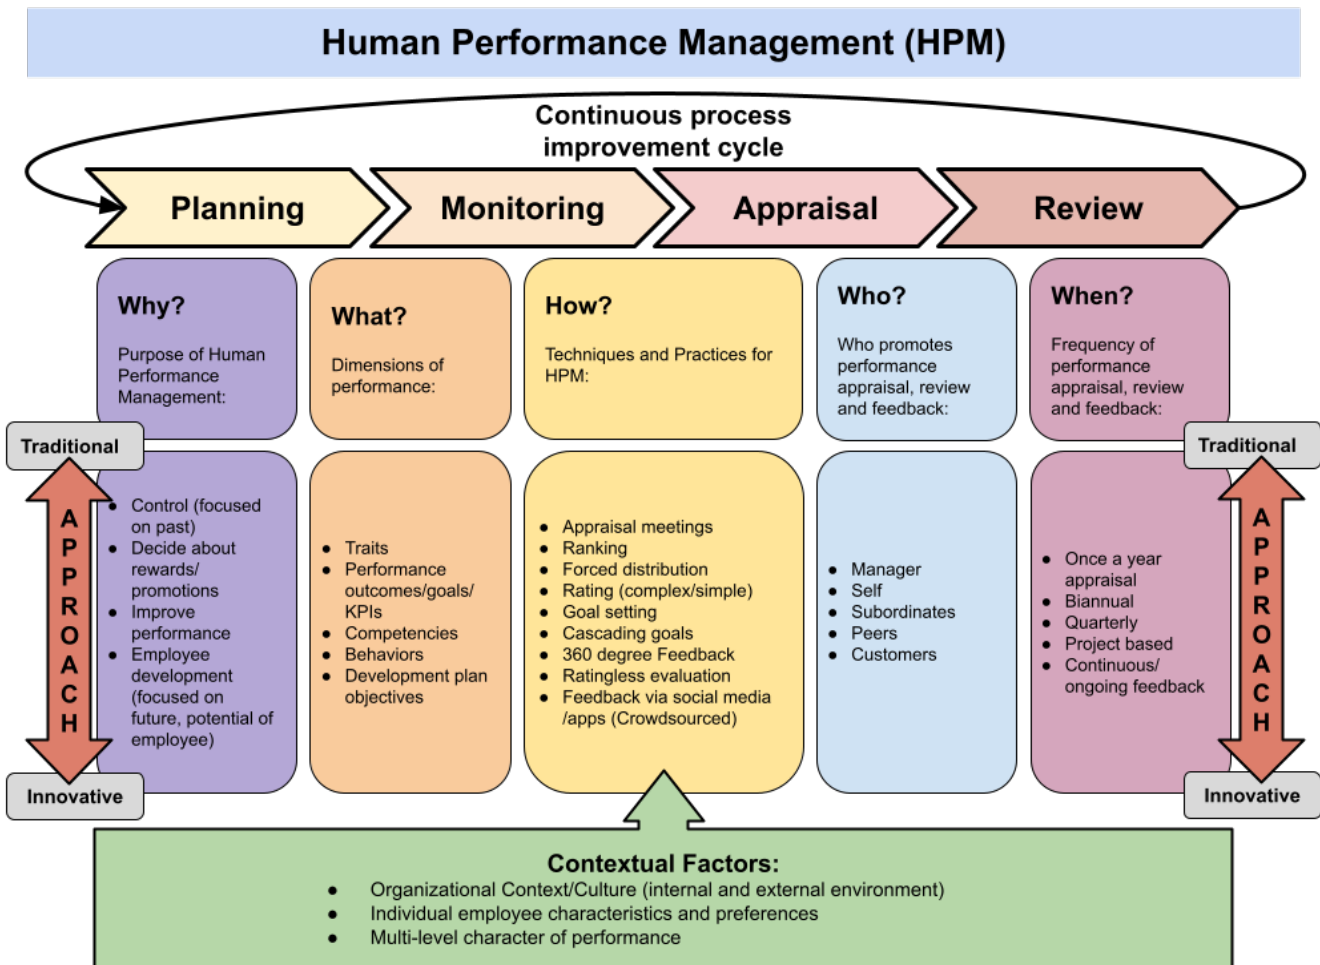 Human Performance Management (HPM)
Continuous process
improvement cycle
Planning
Monitoring
Appraisal
Review
Why?
Purpose of Human
Performance
Management:
What?
Dimensions of
performance:
How?
Techniques and Practices for
HPM:
Who?
Who promotes
performance
appraisal, review
and feedback:
When?
Frequency of
performance
appraisal, review
and feedback:
Traditional
APPROACH
Innovative
● Control (focused
on past)
● Decide about
rewards/
promotions
● Improve
performance
● Employee
development
(focused on
future, potential of
employee)
● Traits
● Performance
outcomes/goals/
KPIs
● Competencies
● Behaviors
● Development plan
objectives
● Appraisal meetings
● Ranking
● Forced distribution
● Rating (complex/simple)
● Goal setting
● Cascading goals
● 360 degree Feedback
● Ratingless evaluation
● Feedback via social media
/apps (Crowdsourced)
● Manager
● Self
● Subordinates
● Peers
● Customers
● Once a year
appraisal
● Biannual
● Quarterly
● Project based
● Continuous/
ongoing feedback
Traditional
APPROACH
Innovative
Contextual Factors:
● Organizational Context/Culture (internal and external environment)
● Individual employee characteristics and preferences
● Multi-level character of performance